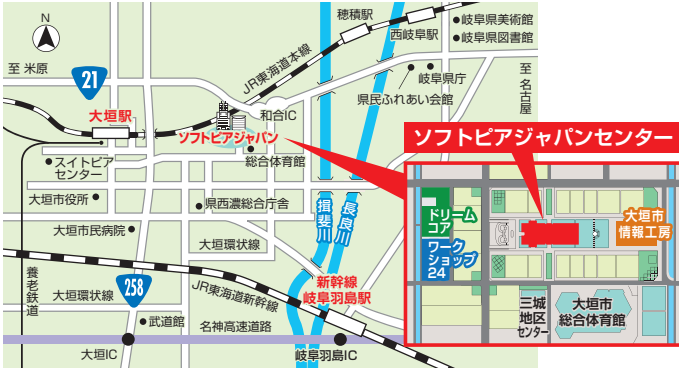 N
穂積駅
西岐阜駅
岐阜県美術館
岐阜県図書館
至 米原
21
JR東海道本線
岐阜県庁
県民ふれあい会館
至 名古屋
大垣駅
和合IC
ソフトピアジャパン
総合体育館
スイトピア
センター
大垣市役所
県西濃総合庁舎
大垣市民病院
大垣環状線
揖斐川
長良川
養老鉄道
258
大垣環状線
JR東海道新幹線
新幹線
岐阜羽島駅
武道館
名神高速道路
大垣IC
岐阜羽島IC
ソフトピアジャパンセンター
ドリーム
コア
ワーク
ショップ
24
大垣市
情報工房
三城
地区
センター
大垣市
総合体育館